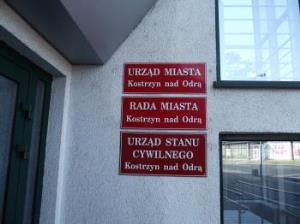 URZĄD MIASTA
Kostrzyn nad Odrą
RADA MIASTA
Kostrzyn nad Odrą
URZĄD STANU
CYWILNEGO
Kostrzyn nad Odrą